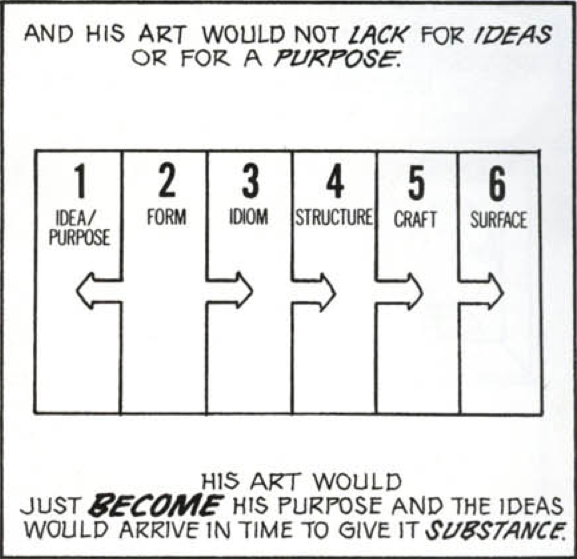 AND HIS ART WOULD NOT LACK FOR IDEAS
OR FOR A PURPOSE.
1 2 3 4 5 6
IDEA/
PURPOSE
FORM
IDIOM
STRUCTURE
CRAFT
SURFACE
HIS ART WOULD
JUST BECOME HIS PURPOSE AND THE IDEAS
WOULD ARRIVE IN TIME TO GIVE IT SUBSTANCE.